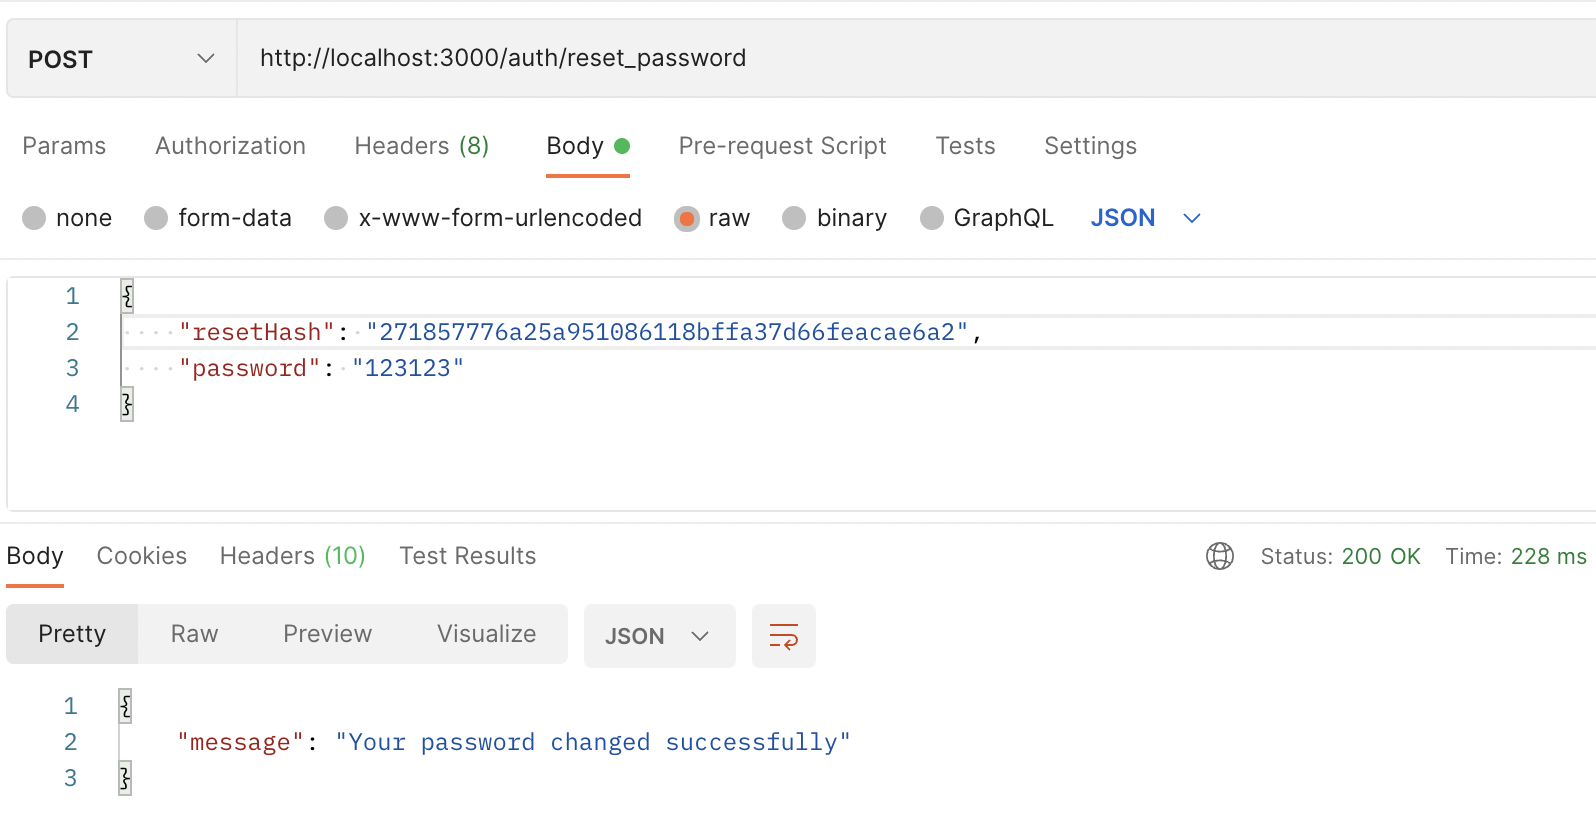 POST http://localhost:3000/auth/reset_password
Params Authorization Headers (8) Body Pre-request Script Tests Settings
none form-data x-www-form-urlencoded raw binary GraphQL JSON
1 {
2 "resetHash": "271857776a25a951086118bffa37d66feacae6a2",
3 "password": "123123"
4 }
Body Cookies Headers (10) Test Results Status: 200 OK Time: 228 ms
Pretty Raw Preview Visualize JSON
1 {
2 "message": "Your password changed successfully"
3 }